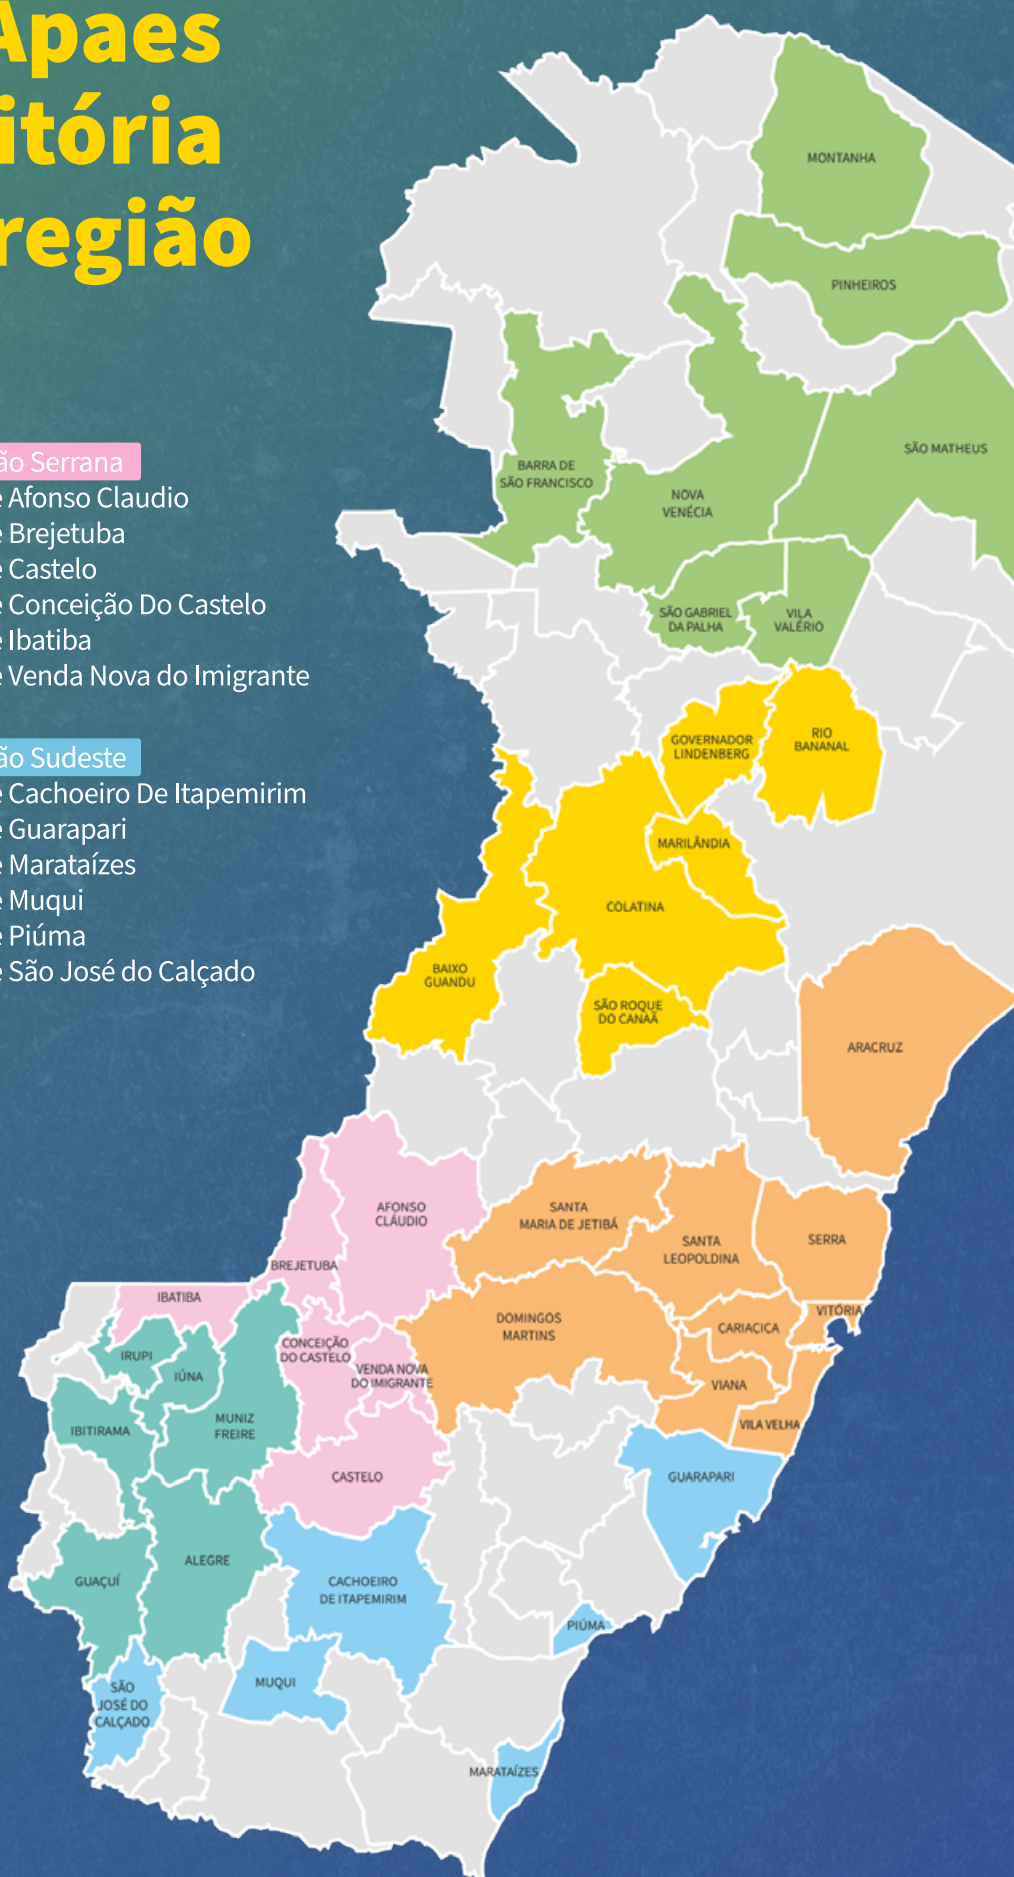 Apaes
itória
região
ão Serrana
e Afonso Claudio
e Brejetuba
e Castelo
e Conceição Do Castelo
e Ibatiba
e Venda Nova do Imigrante
ão Sudeste
e Cachoeiro De Itapemirim
e Guarapari
e Marataízes
e Muqui
e Piúma
e São José do Calçado
MONTANHA
PINHEIROS
SÃO MATHEUS
BARRA DE
SÃO FRANCISCO
NOVA
VENÉCIA
SÃO GABRIEL
DA PALHA
VILA
VALÉRIO
GOVERNADOR
LINDENBERG
RIO
BANANAL
MARILÂNDIA
COLATINA
BAIXO
GUANDU
SÃO ROQUE
DO CANAÃ
ARACRUZ
AFONSO
CLÁUDIO
SANTA
MARIA DE JETIBÁ
SANTA
LEOPOLDINA
SERRA
BREJETUBA
IBATIBA
VITÓRIA
DOMINGOS
MARTINS
CARIACICA
CONCEIÇÃO
DO CASTELO
IRUPI
IÚNA
VENDA NOVA
DO IMIGRANTE
VIANA
IBITIRAMA
MUNIZ
FREIRE
VILA VELHA
CASTELO
GUARAPARI
ALEGRE
GUAÇUÍ
CACHOEIRO
DE ITAPEMIRIM
PIÚMA
MUQUI
SÃO
JOSÉ DO
CALÇADO
MARATAÍZES